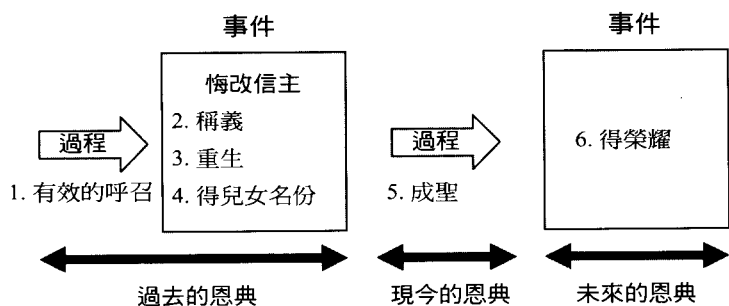 事件
事件
悔改信主
2. 稱義
過程
過程
6. 得榮耀
3. 重生
1. 有效的呼召
4. 得兒女名份
5. 成聖
過去的恩典
現今的恩典
未來的恩典